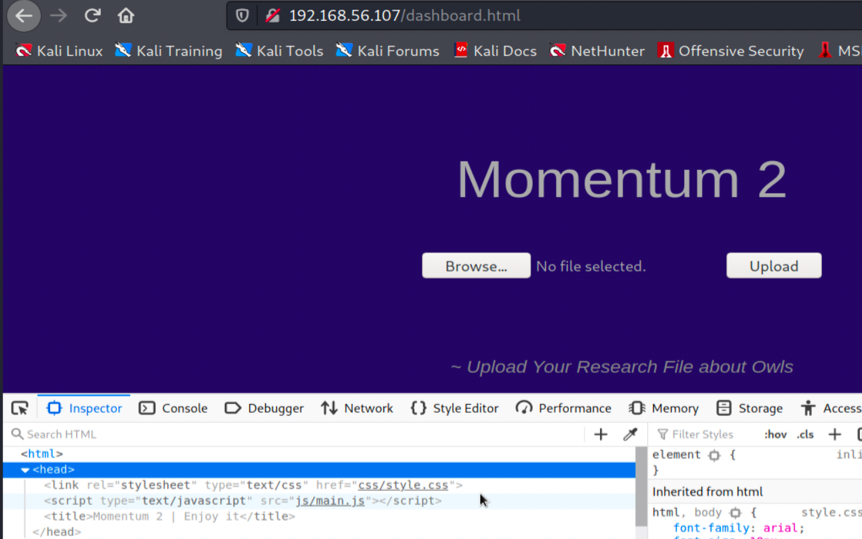 192.168.56.107/dashboard.html
Kali Linux Kali Training Kali Tools Kali Forums Kali Docs NetHunter Offensive Security MS
Momentum 2
Browse... No file selected. Upload
~ Upload Your Research File about Owls
Inspector Console Debugger Network {} Style Editor Performance Memory Storage Access
Search HTML + Filter Styles :hov .cls +
<html>
element { inli
<head>
}
<link rel="stylesheet" type="text/css" href="css/style.css">
Inherited from html
<script type="text/javascript" src="js/main.js"></script>
html, body { style.css
<title>Momentum 2 | Enjoy it</title>
font-family: arial;
</head>